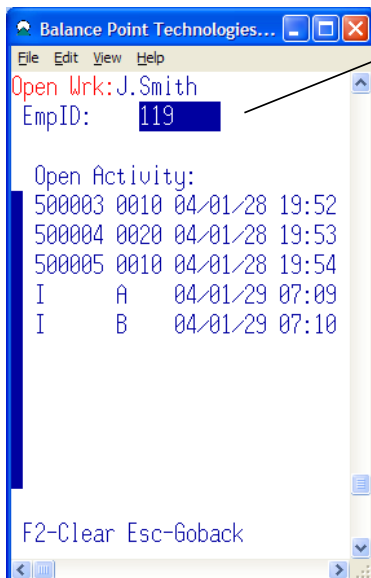 Balance Point Technologies...
File Edit View Help
Open Wrk:J.Smith
EmpID: 119
Open Activity:
500003 0010 04/01/28 19:52
500004 0020 04/01/28 19:53
500005 0010 04/01/28 19:54
I A 04/01/29 07:09
I B 04/01/29 07:10
F2-Clear Esc-Goback